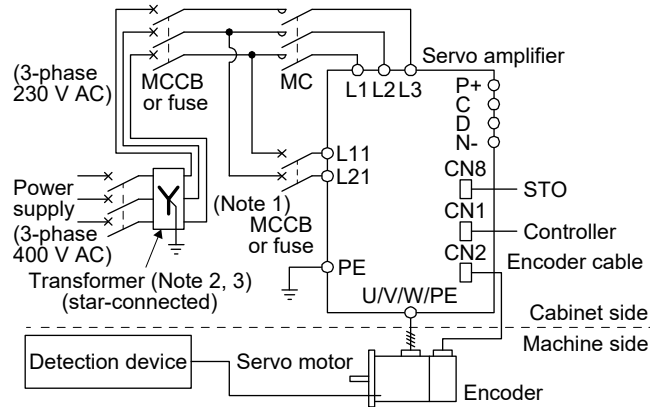 (3-phase
230 V AC)
MCCB
or fuse
MC
Servo amplifier
L1 L2 L3
P+
C
D
N-
L11
L21
CN8
STO
Power
supply
(3-phase
400 V AC)
(Note 1)
MCCB
or fuse
CN1
Controller
CN2
Encoder cable
Transformer (Note 2, 3)
(star-connected)
PE
U/V/W/PE
Cabinet side
Machine side
Detection device
Servo motor
Encoder